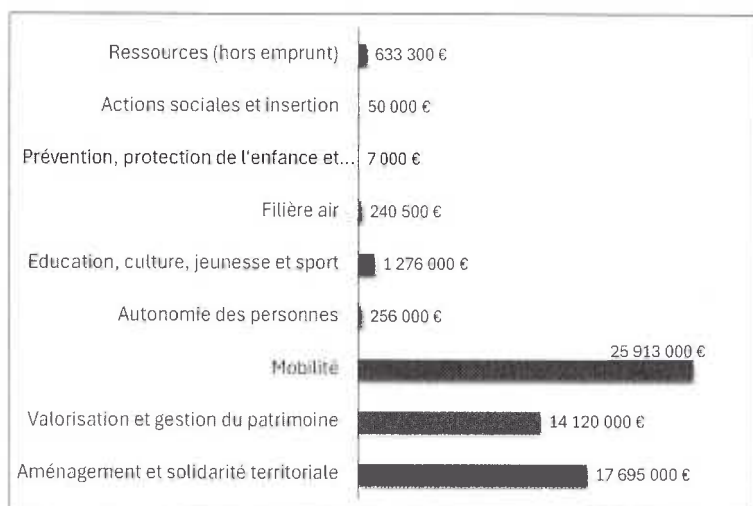 Ressources (hors emprunt) 633 300 €
Actions sociales et insertion 50 000 €
Prévention, protection de l'enfance et... 7 000 €
Filière air 240 500 €
Education, culture, jeunesse et sport 1 276 000 €
Autonomie des personnes 256 000 €
Mobilité 25 913 000 €
Valorisation et gestion du patrimoine 14 120 000 €
Aménagement et solidarité territoriale 17 695 000 €